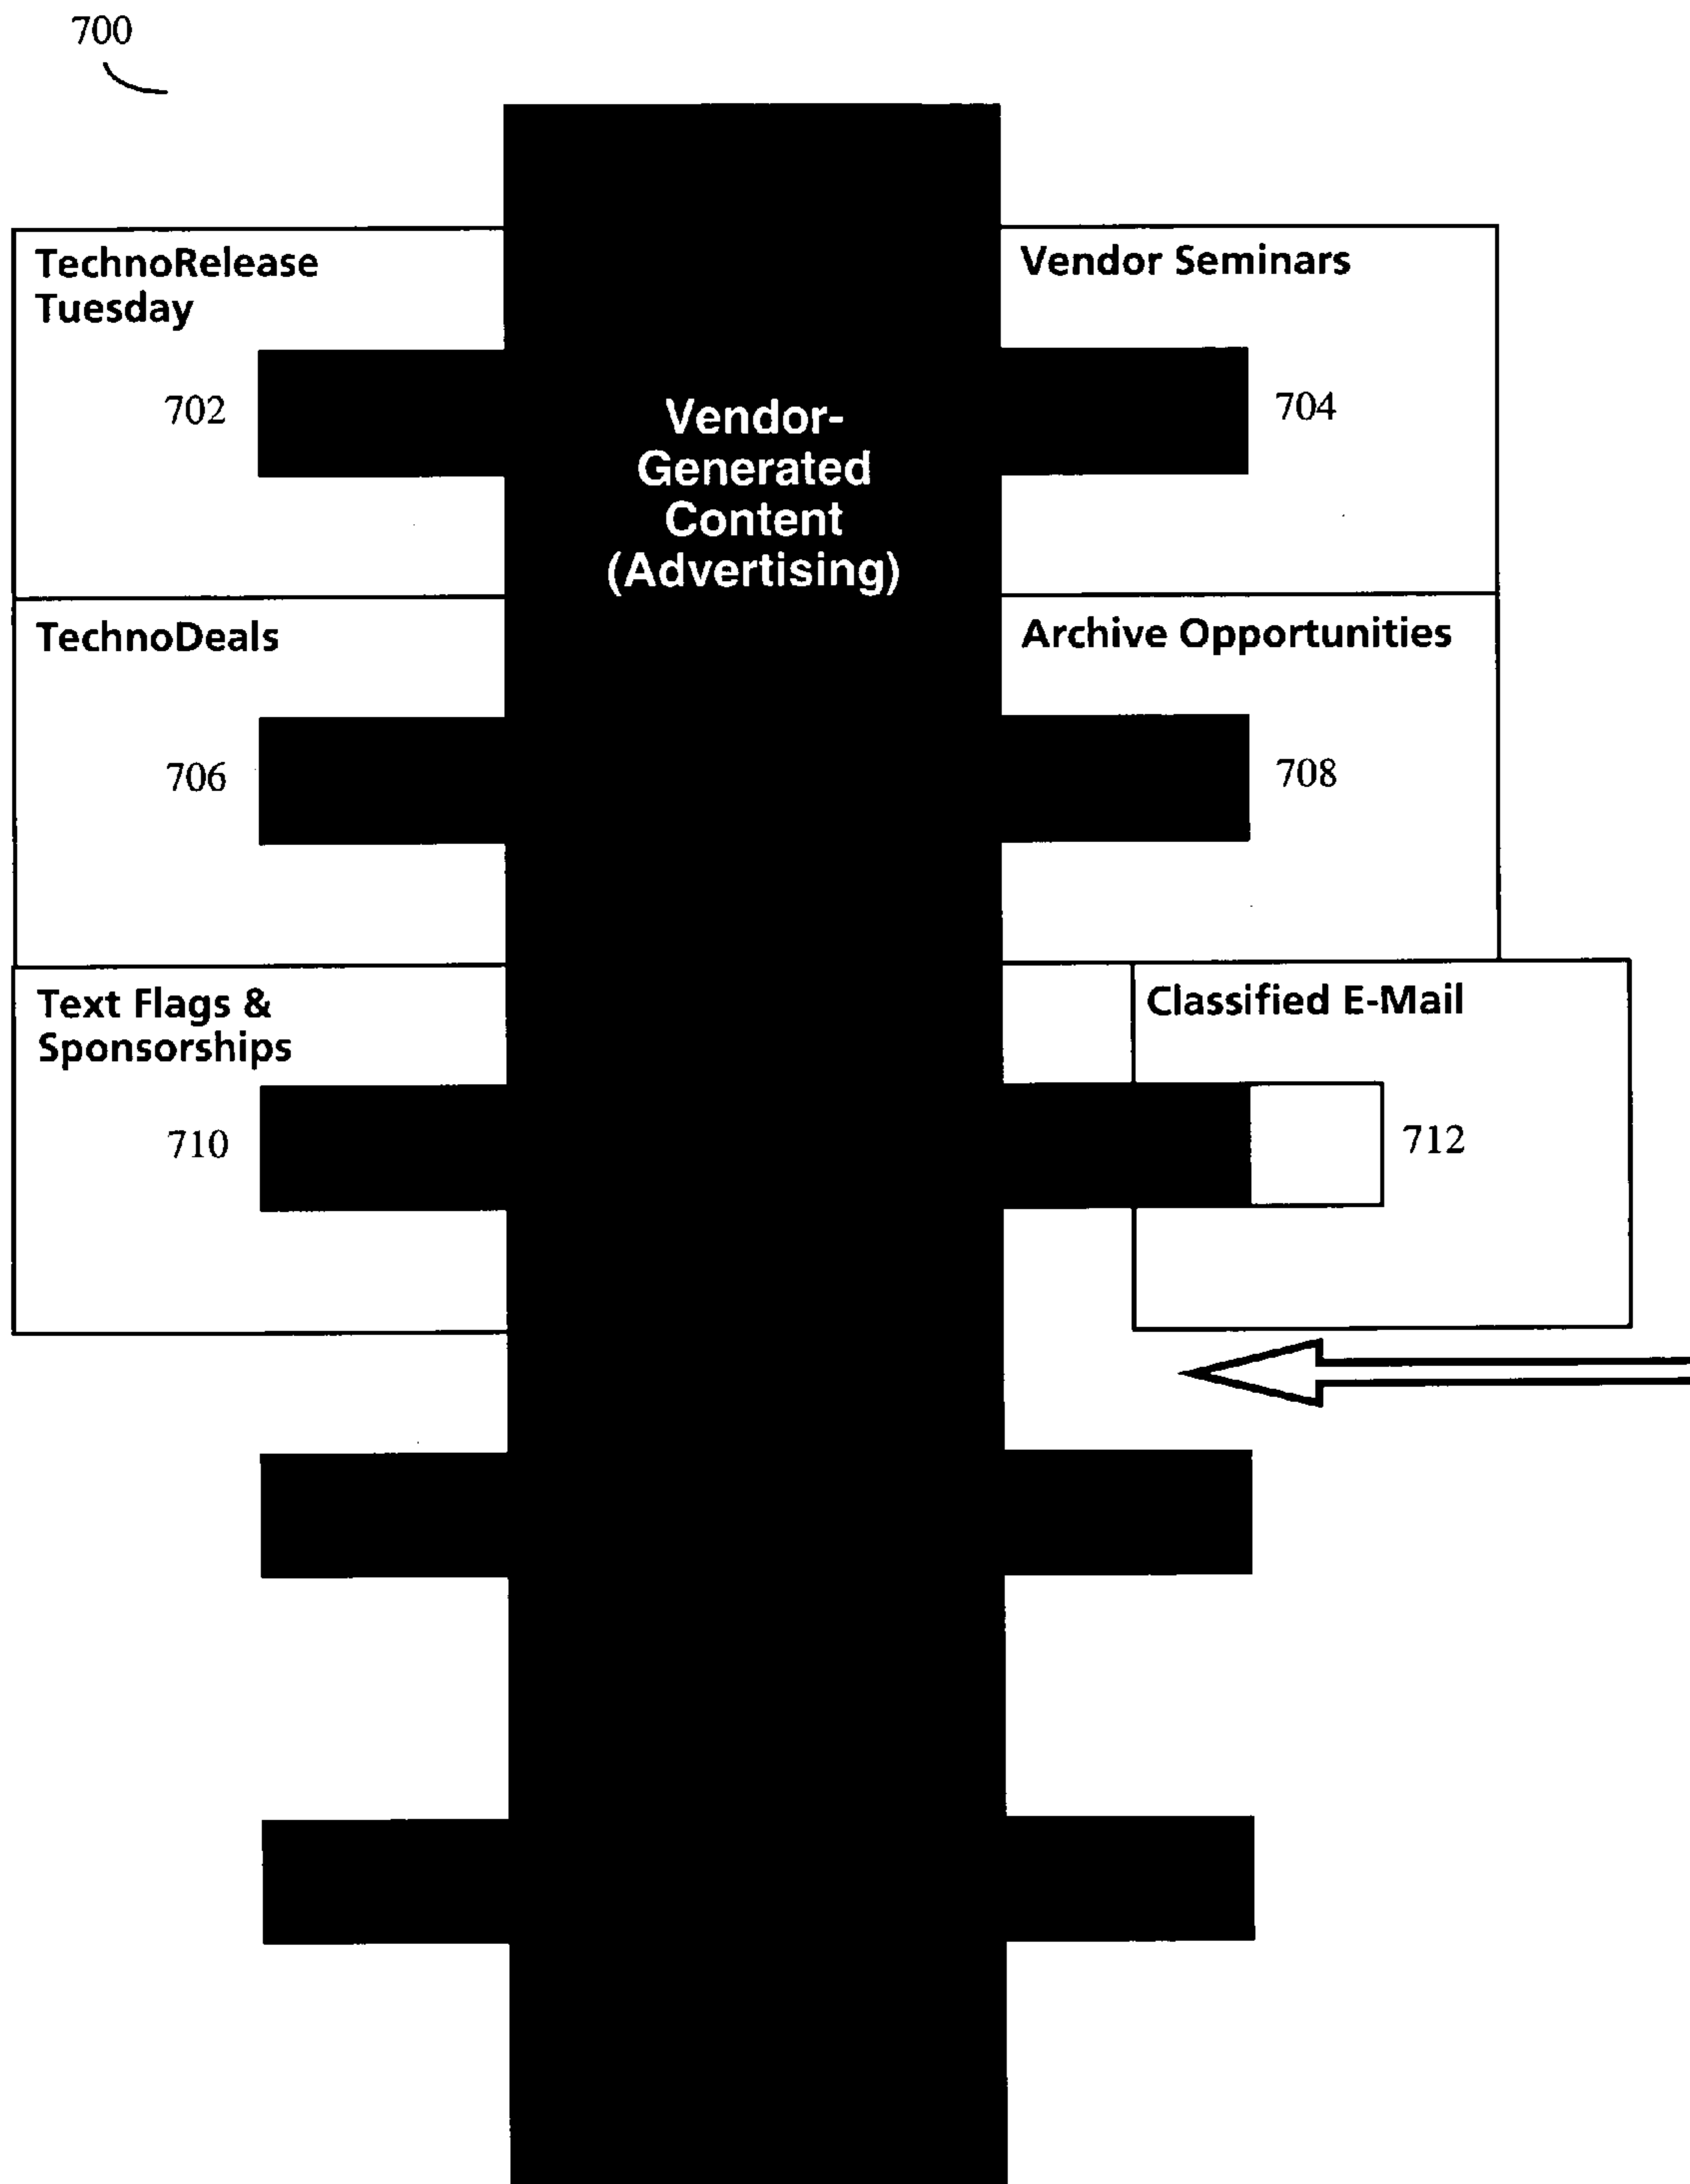 700
TechnoRelease
Tuesday
702
Vendor-
Generated
Content
(Advertising)
Vendor Seminars
704
TechnoDeals
706
Archive Opportunities
708
Text Flags &
Sponsorships
710
Classified E-Mail
712